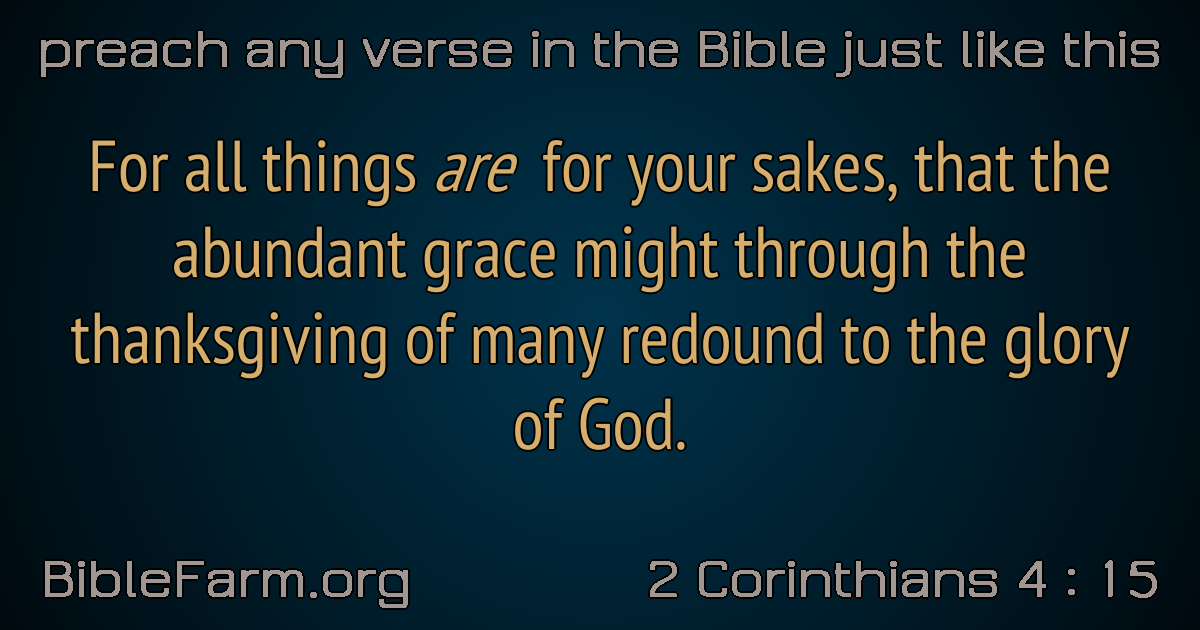 preach any verse in the Bible just like this
For all things are for your sakes, that the
abundant grace might through the
thanksgiving of many redound to the glory
of God.
BibleFarm.org
2 Corinthians 4 : 15